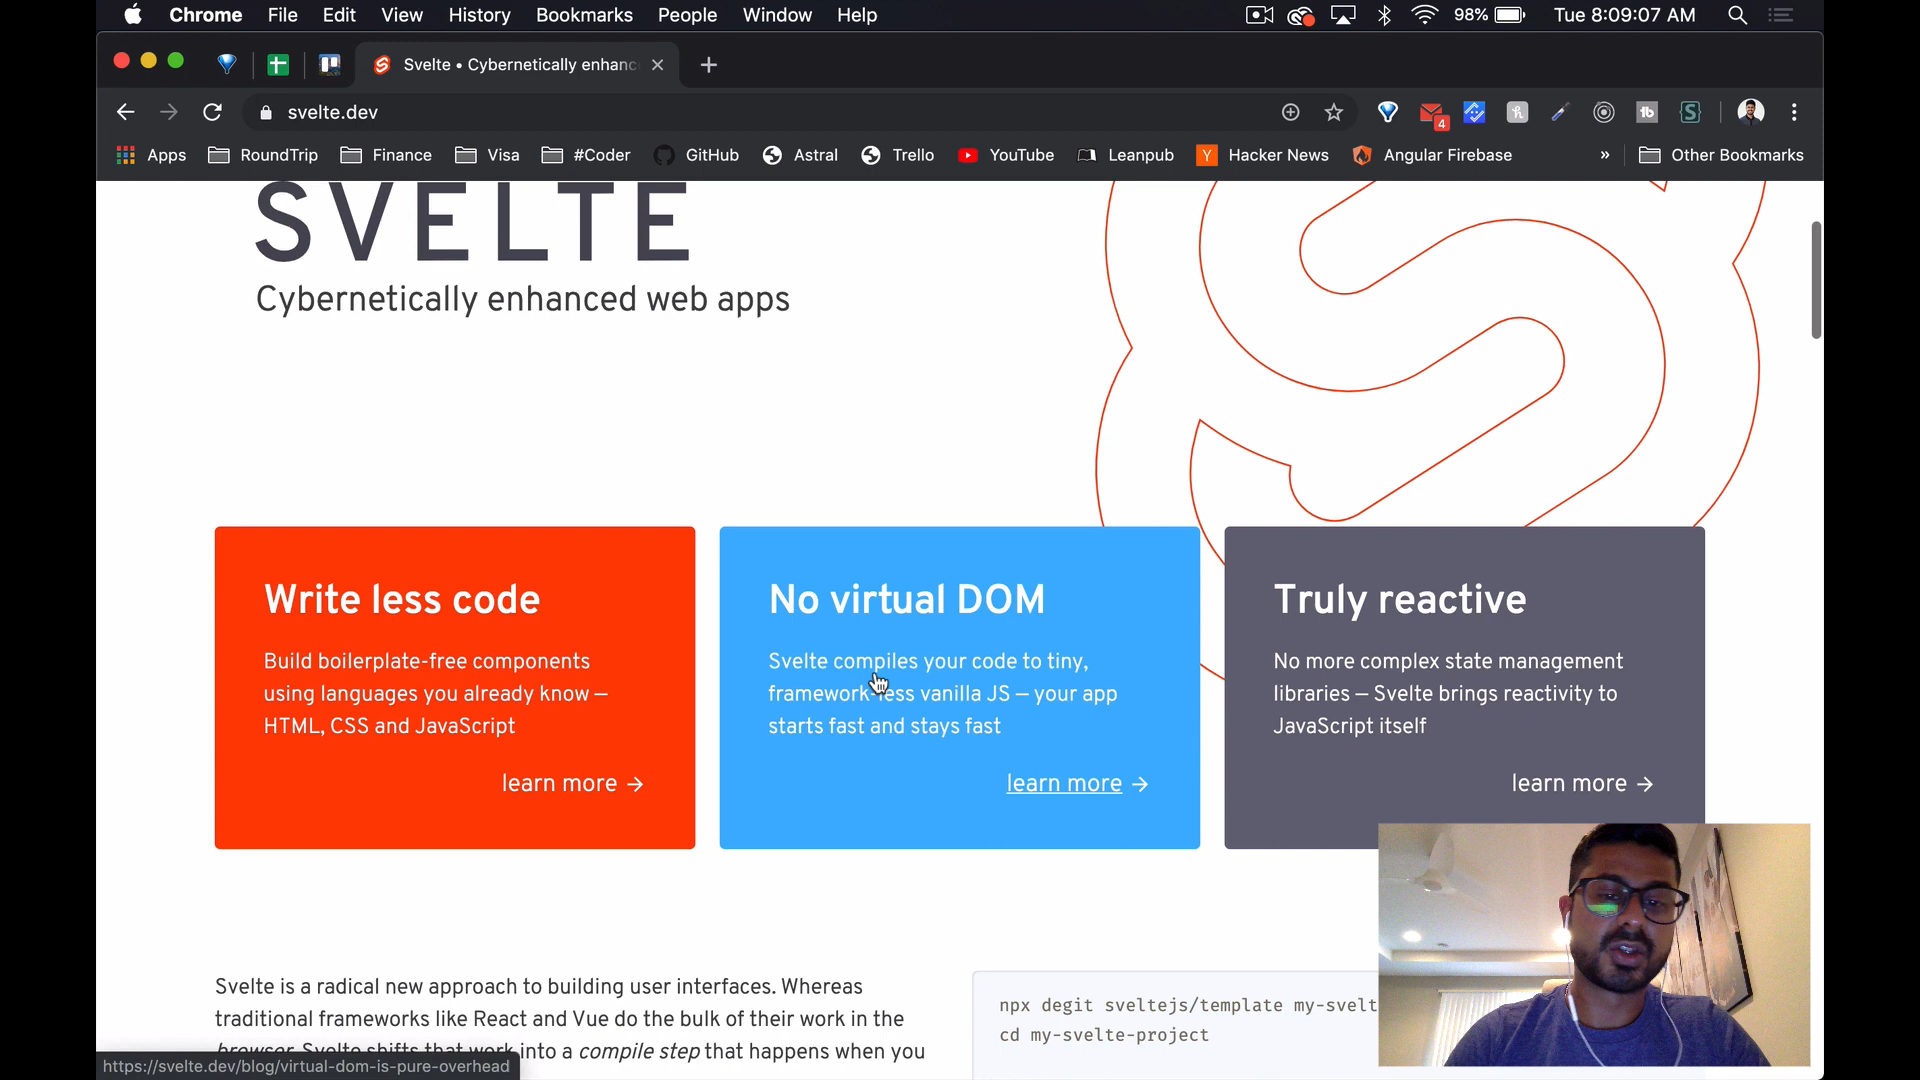 Chrome File Edit View History Bookmarks People Window Help 98% Tue 8:09:07 AM
Svelte • Cybernetically enhanc
svelte.dev
4
Apps RoundTrip Finance Visa #Coder GitHub Astral Trello YouTube Leanpub Hacker News Angular Firebase » Other Bookmarks
SVELTE
Cybernetically enhanced web apps
Write less code
Build boilerplate-free components
using languages you already know —
HTML, CSS and JavaScript
learn more →
No virtual DOM
Svelte compiles your code to tiny,
framework-less vanilla JS — your app
starts fast and stays fast
learn more →
Truly reactive
No more complex state management
libraries — Svelte brings reactivity to
JavaScript itself
learn more →
Svelte is a radical new approach to building user interfaces. Whereas
traditional frameworks like React and Vue do the bulk of their work in the
browser, Svelte shifts that work into a compile step that happens when you
npx degit sveltejs/template my-svelt
cd my-svelte-project
https://svelte.dev/blog/virtual-dom-is-pure-overhead